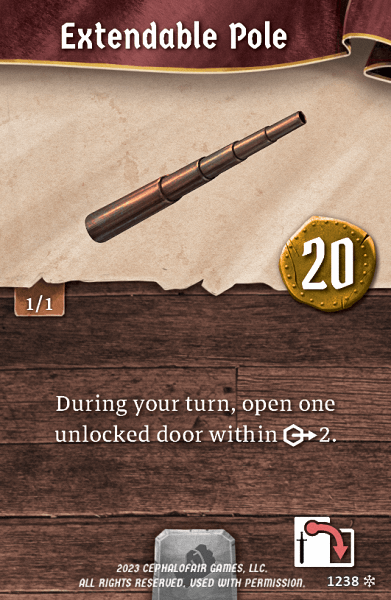 Extendable Pole
20
1/1
During your turn, open one
unlocked door within 2.
2023 CEPHALOFAIR GAMES, LLC.
ALL RIGHTS RESERVED. USED WITH PERMISSION.
1238